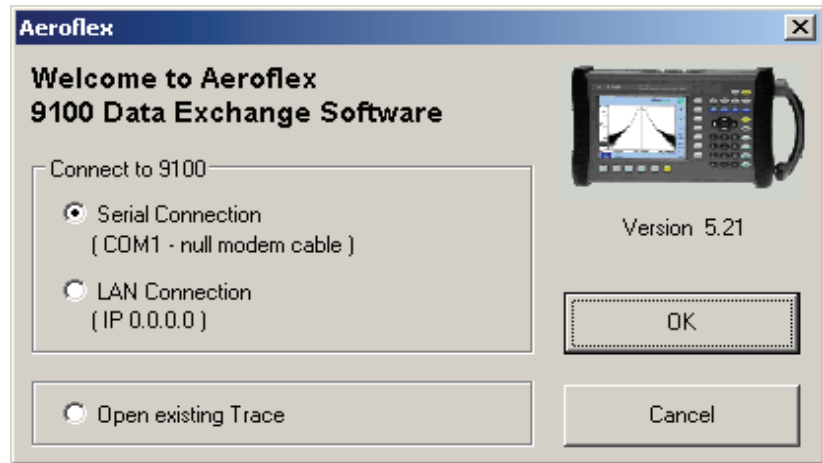 Aeroflex
Welcome to Aeroflex
9100 Data Exchange Software
Connect to 9100
Serial Connection
( COM1 - null modem cable )
LAN Connection
( IP 0.0.0.0 )
Open existing Trace
Version 5.21
OK
Cancel